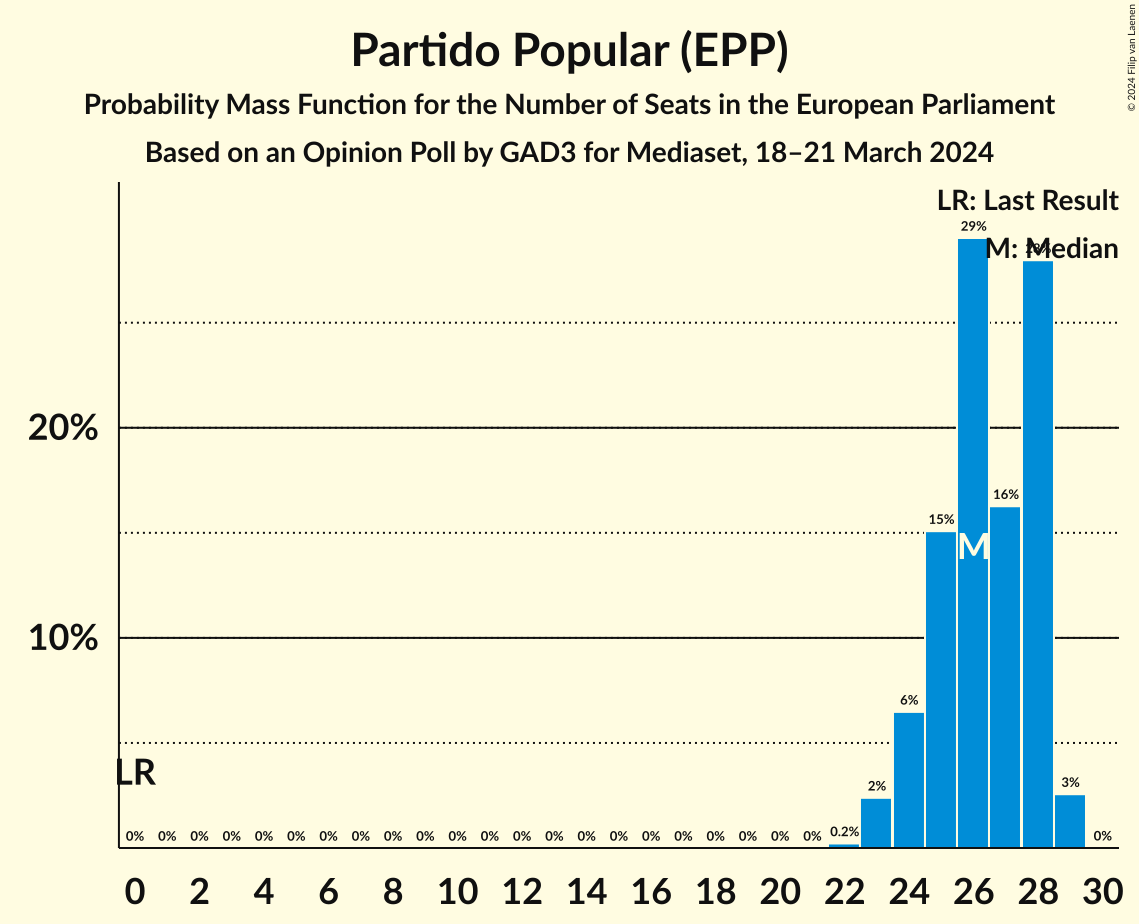 Partido Popular (EPP)
Probability Mass Function for the Number of Seats in the European Parliament
Based on an Opinion Poll by GAD3 for Mediaset, 18–21 March 2024
© 2024 Filip van Laenen
LR: Last Result
M: Median
29%
28%
20%
16%
15%
M
10%
6%
LR
2%
3%
0% 0% 0% 0% 0% 0% 0% 0% 0% 0% 0% 0% 0% 0% 0% 0% 0% 0% 0% 0% 0% 0% 0.2% 0%
0 2 4 6 8 10 12 14 16 18 20 22 24 26 28 30